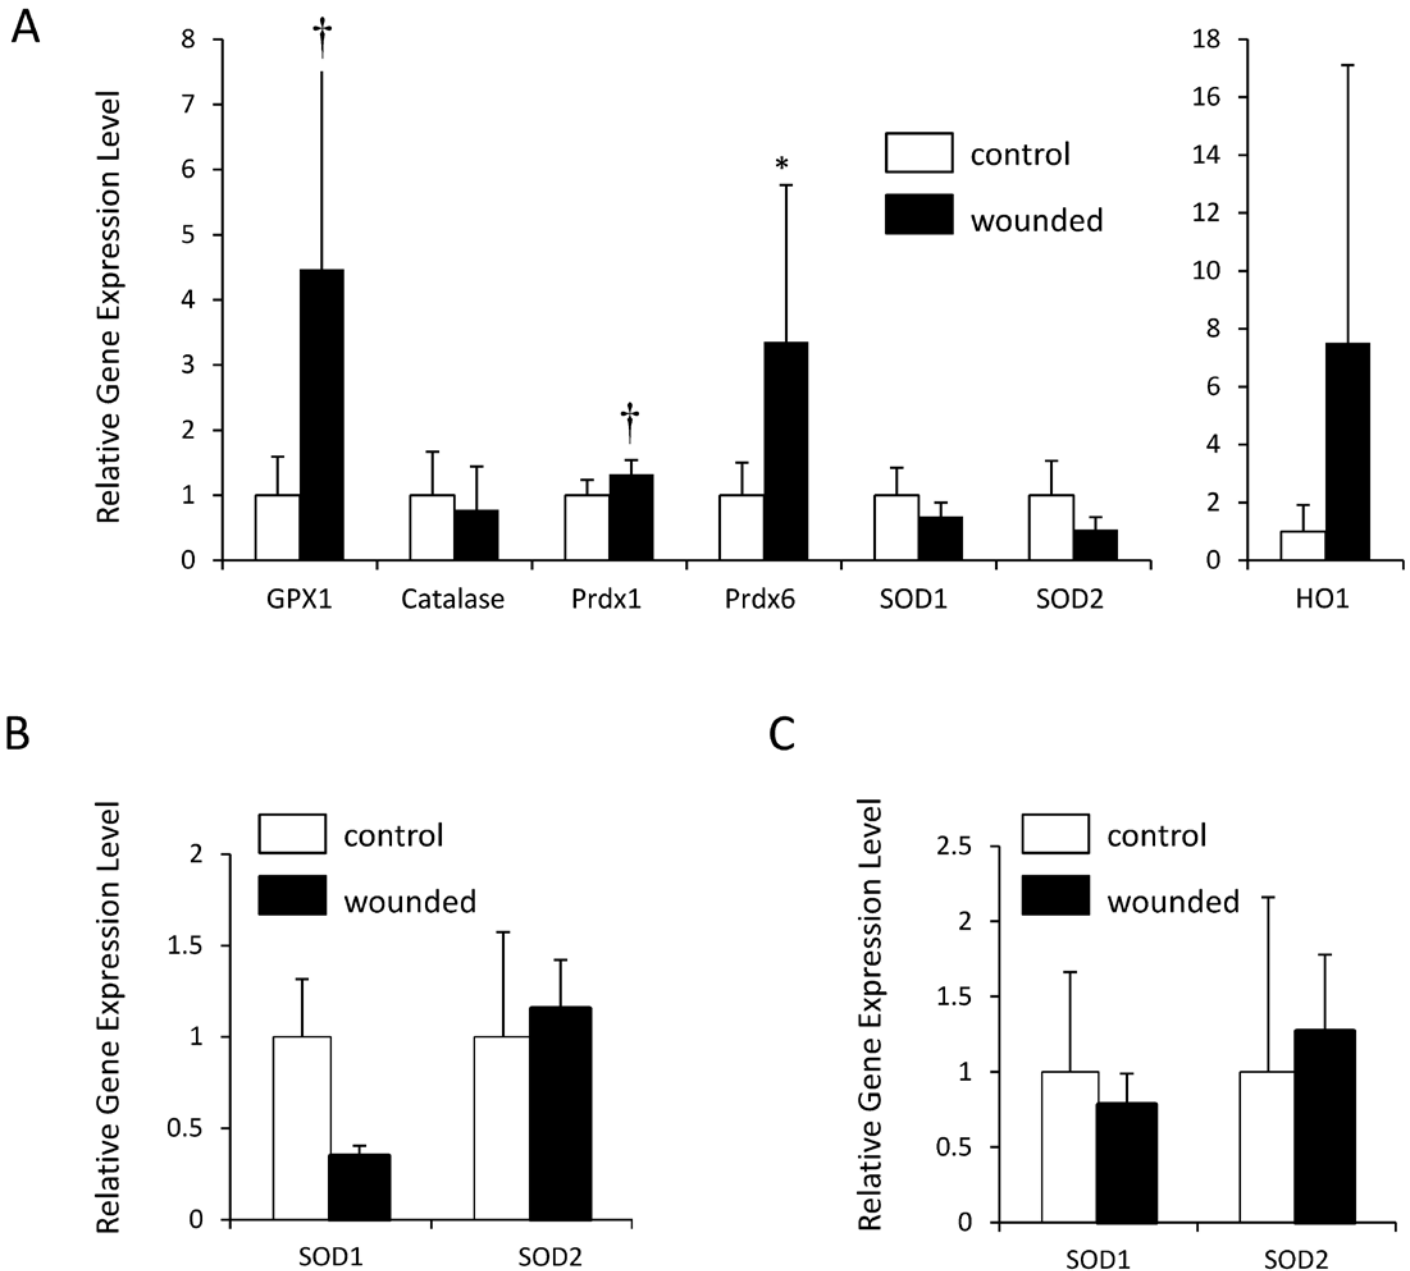 A
Relative Gene Expression Level
8
7
6
5
4
3
2
1
0
†
†
*
control
wounded
GPX1 Catalase Prdx1 Prdx6 SOD1 SOD2
18
16
14
12
10
8
6
4
2
0
HO1
B
Relative Gene Expression Level
control
wounded
2
1.5
1
0.5
0
SOD1 SOD2
C
Relative Gene Expression Level
control
wounded
2.5
2
1.5
1
0.5
0
SOD1 SOD2